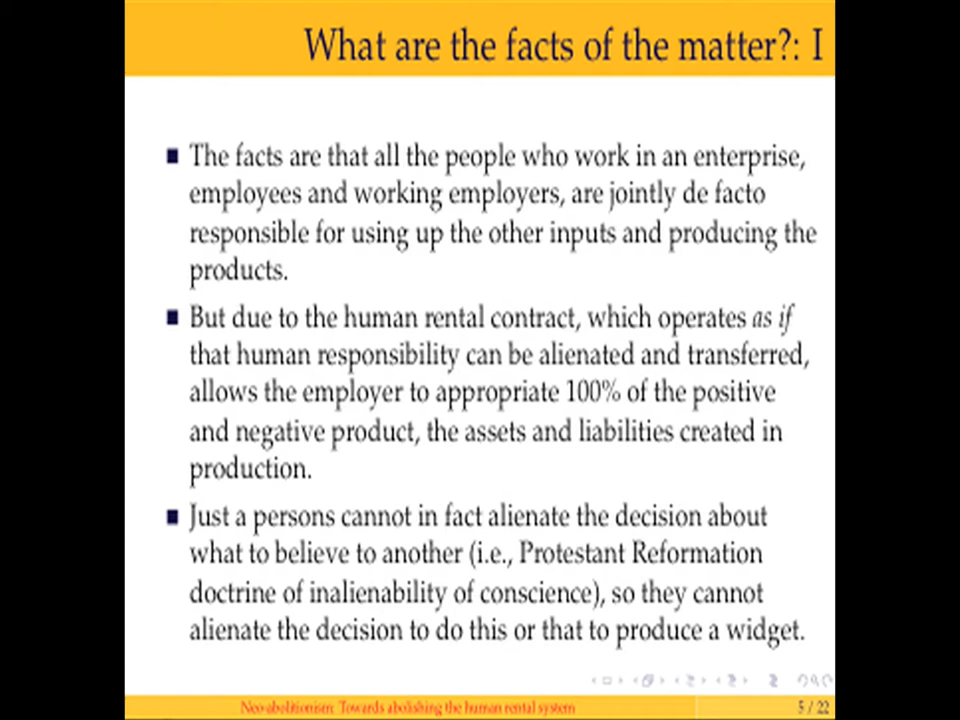 What are the facts of the matter?: I
The facts are that all the people who work in an enterprise,
employees and working employers, are jointly de facto
responsible for using up the other inputs and producing the
products.
But due to the human rental contract, which operates as if
that human responsibility can be alienated and transferred,
allows the employer to appropriate 100% of the positive
and negative product, the assets and liabilities created in
production.
Just a persons cannot in fact alienate the decision about
what to believe to another (i.e., Protestant Reformation
doctrine of inalienability of conscience), so they cannot
alienate the decision to do this or that to produce a widget.
Neo-abolitionism: Towards abolishing the human rental system
5 / 22